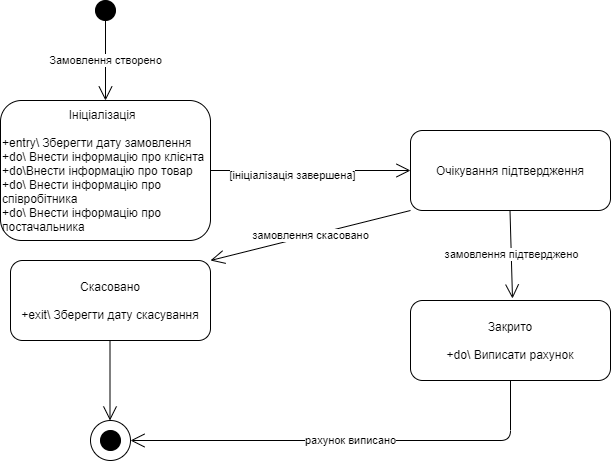 Замовлення створено
Ініціалізація
+entry\ Зберегти дату замовлення
+do\ Внести інформацію про клієнта
+do\Внести інформацію про товар
+do\ Внести інформацію про
співробітника
+do\ Внести інформацію про
постачальника
[ініціалізація завершена]
Очікування підтвердження
замовлення скасовано
замовлення підтверджено
Скасовано
+exit\ Зберегти дату скасування
Закрито
+do\ Виписати рахунок
рахунок виписано